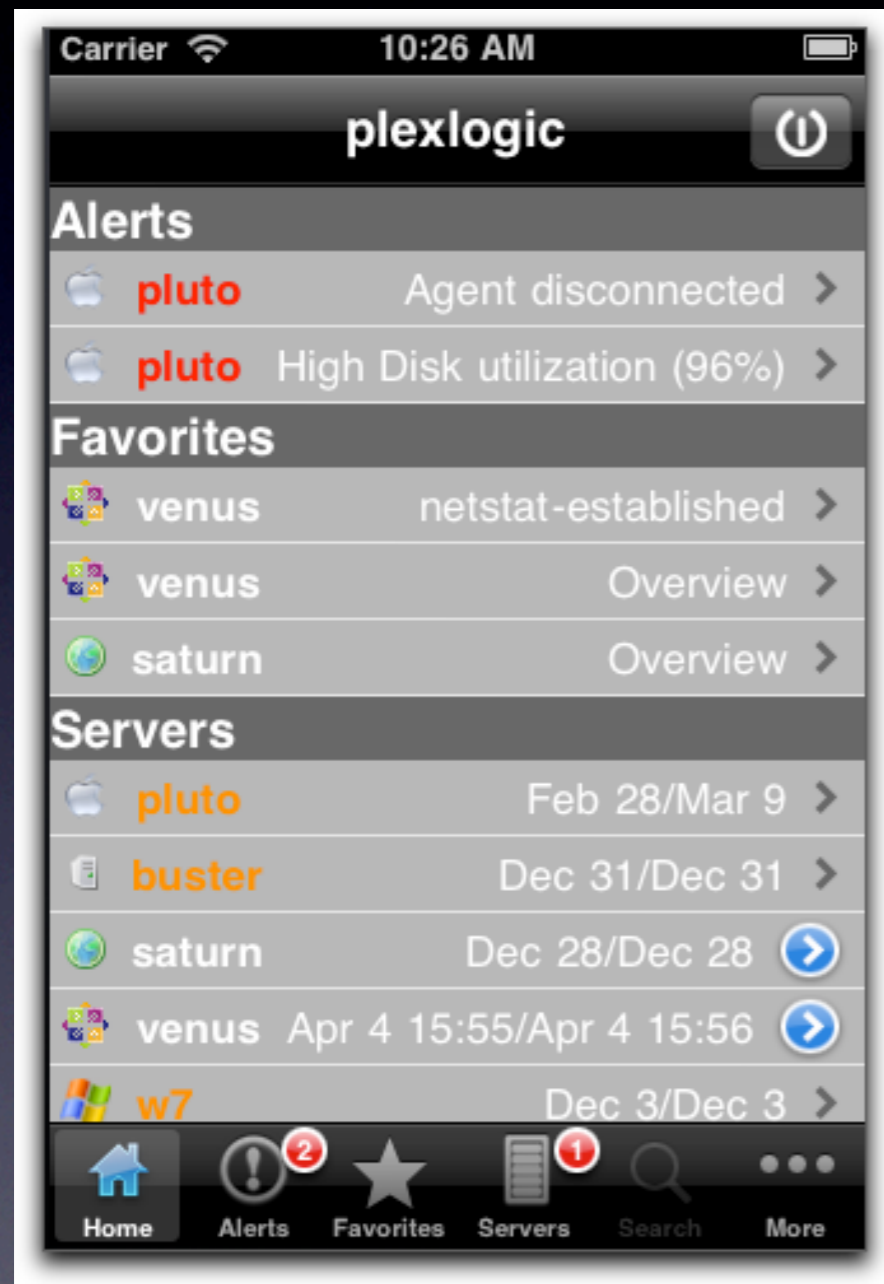 Carrier 10:26 AM
plexlogic
Alerts
pluto Agent disconnected
pluto High Disk utilization (96%)
Favorites
venus netstat-established
venus Overview
saturn Overview
Servers
pluto Feb 28/Mar 9
buster Dec 31/Dec 31
saturn Dec 28/Dec 28
venus Apr 4 15:55/Apr 4 15:56
w7 Dec 3/Dec 3
2 1
Home Alerts Favorites Servers Search More